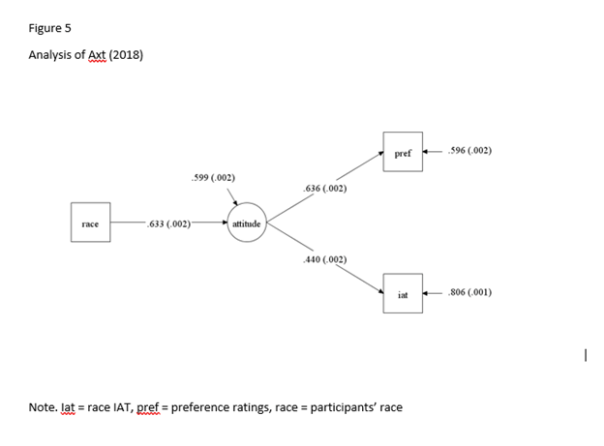 Figure 5
Analysis of Axt (2018)
pref
.596 (.002)
.599 (.002)
.636 (.002)
race
.633 (.002)
attitude
.440 (.002)
iat
.806 (.001)
Note. Iat = race IAT, pref = preference ratings, race = participants' race